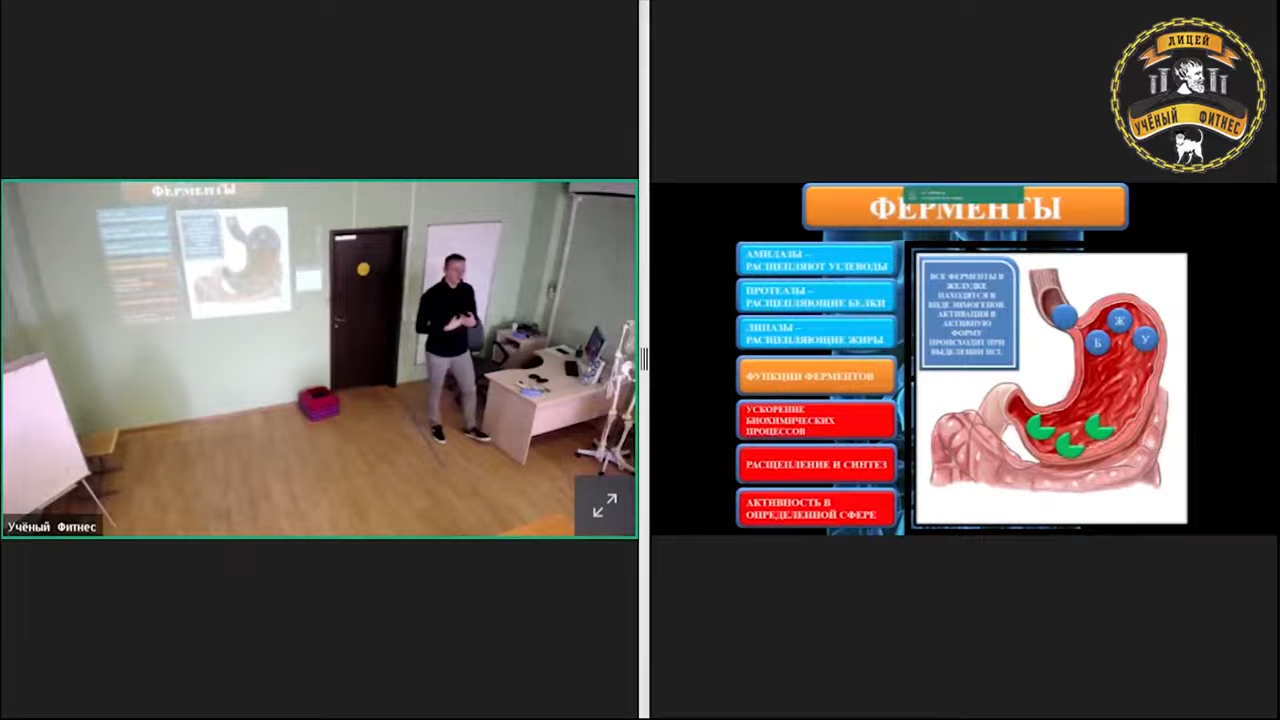 ЛИЦЕЙ
УЧЁНЫЙ ФИТНЕС
ФЕРМЕНТЫ
Учёный Фитнес
ФЕРМЕНТЫ
АМИЛАЗЫ –
РАСЩЕПЛЯЮТ УГЛЕВОДЫ
ПРОТЕАЗЫ –
РАСЩЕПЛЯЮЩИЕ БЕЛКИ
ЛИПАЗЫ –
РАСЩЕПЛЯЮЩИЕ ЖИРЫ
ФУНКЦИИ ФЕРМЕНТОВ
УСКОРЕНИЕ
БИОХИМИЧЕСКИХ
ПРОЦЕССОВ
РАСЩЕПЛЕНИЕ И СИНТЕЗ
АКТИВНОСТЬ В
ОПРЕДЕЛЕННОЙ СФЕРЕ
ВСЕ ФЕРМЕНТЫ В
ЖЕЛУДКЕ
НАХОДЯТСЯ В
ВИДЕ ЗИМОГЕНОВ.
АКТИВАЦИЯ В
АКТИВНУЮ
ФОРМУ
ПРОИСХОДИТ ПРИ
ВЫДЕЛЕНИИ HCL
Ж
Б
У